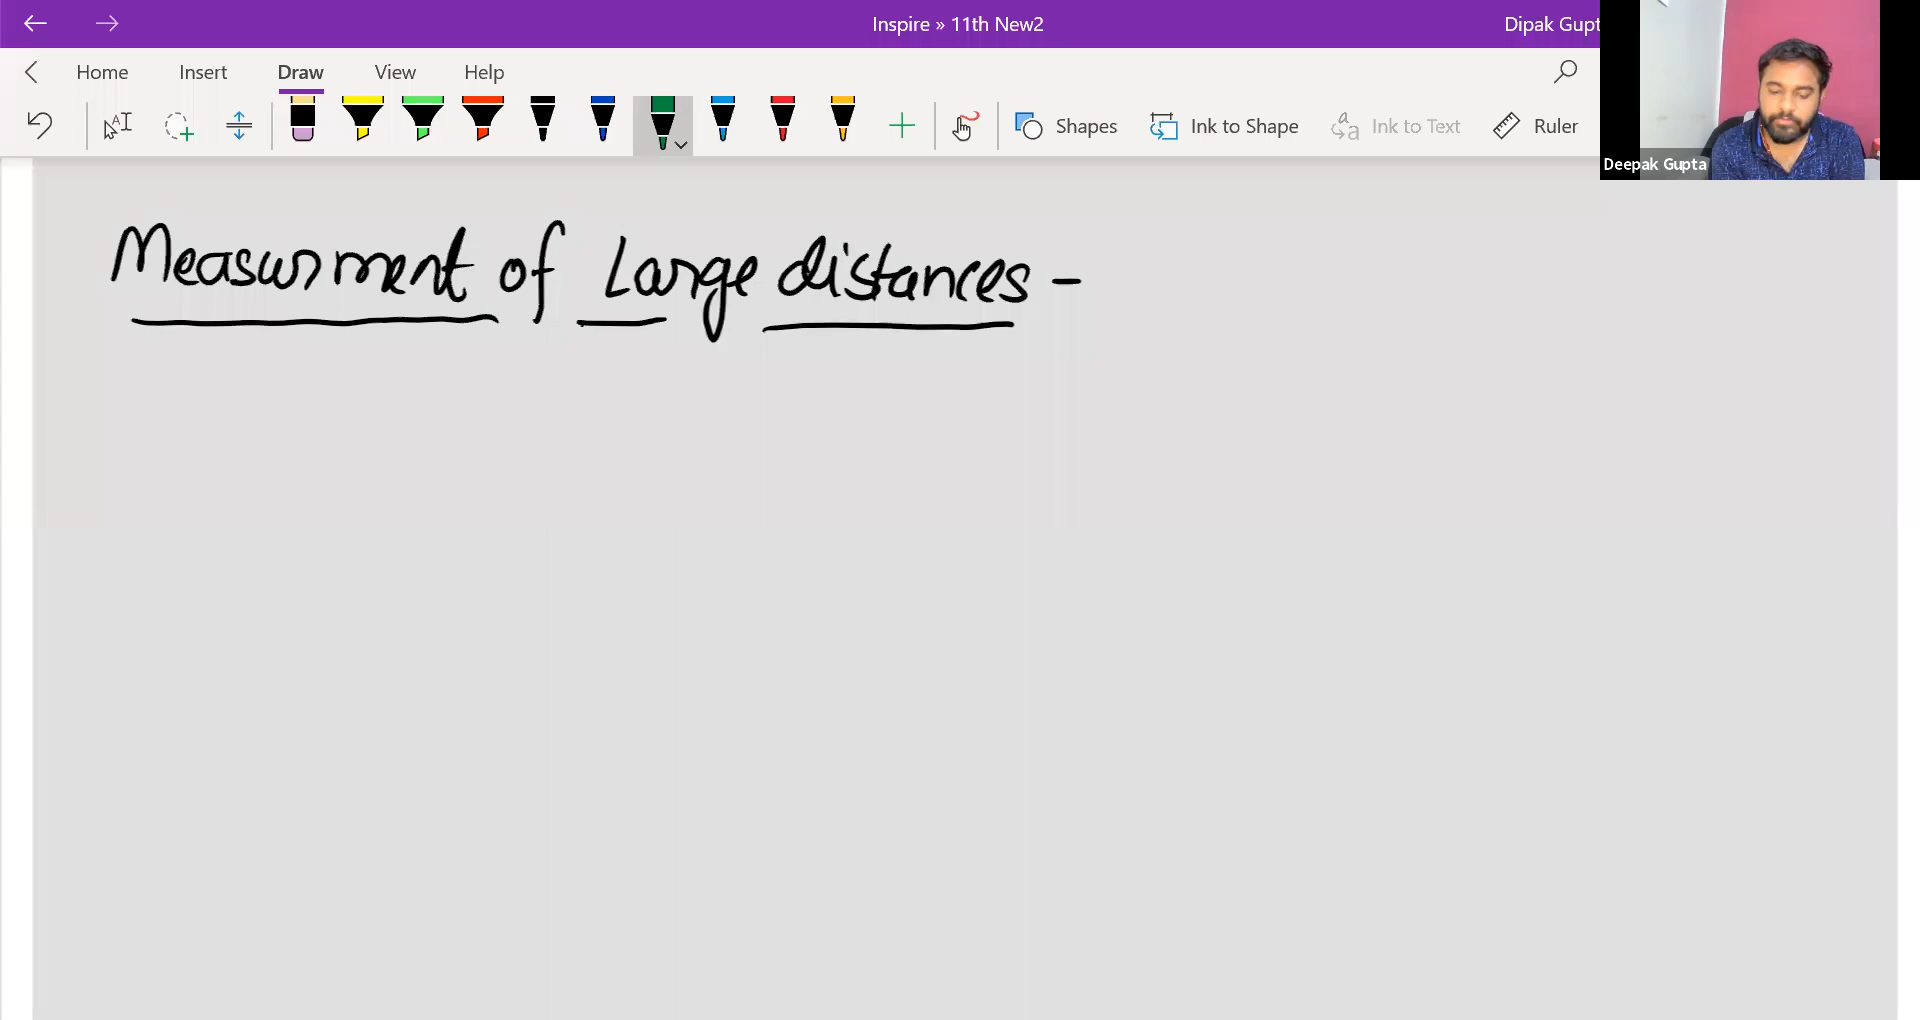 Inspire » 11th New2
Dipak Gupt
Home Insert Draw View Help
Shapes Ink to Shape Ink to Text Ruler
Deepak Gupta
Measurment of Large distances -